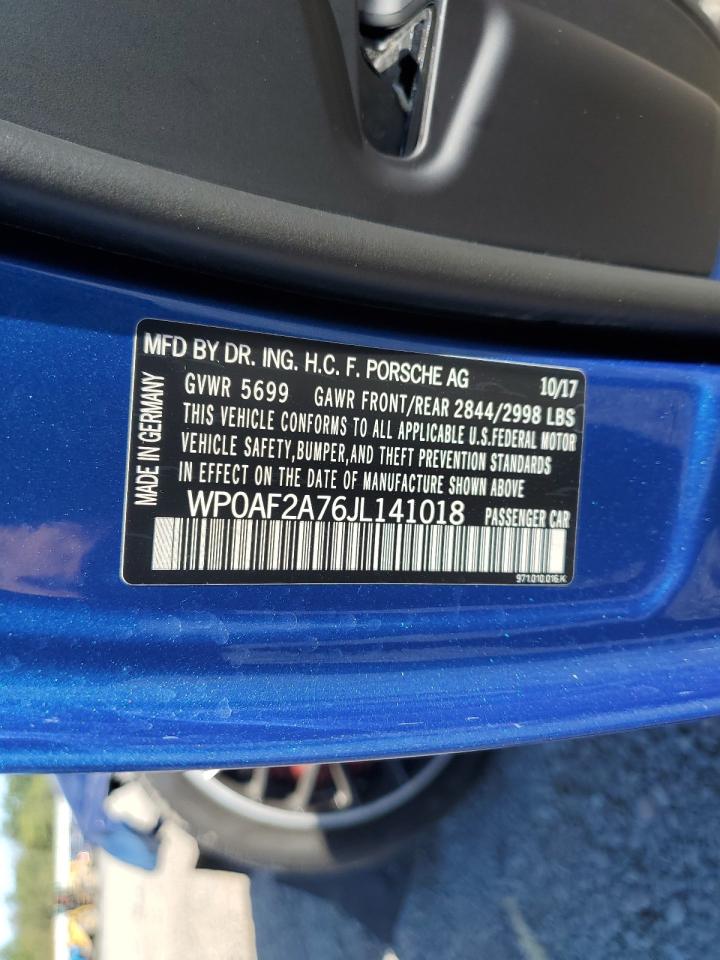 MFD BY DR. ING. H.C. F. PORSCHE AG 10/17
GVWR 5699 GAWR FRONT/REAR 2844/2998 LBS
THIS VEHICLE CONFORMS TO ALL APPLICABLE U.S.FEDERAL MOTOR
VEHICLE SAFETY,BUMPER,AND THEFT PREVENTION STANDARDS
IN EFFECT ON THE DATE OF MANUFACTURE SHOWN ABOVE
MADE IN GERMANY
WP0AF2A76JL141018 PASSENGER CAR
971.010.016.K